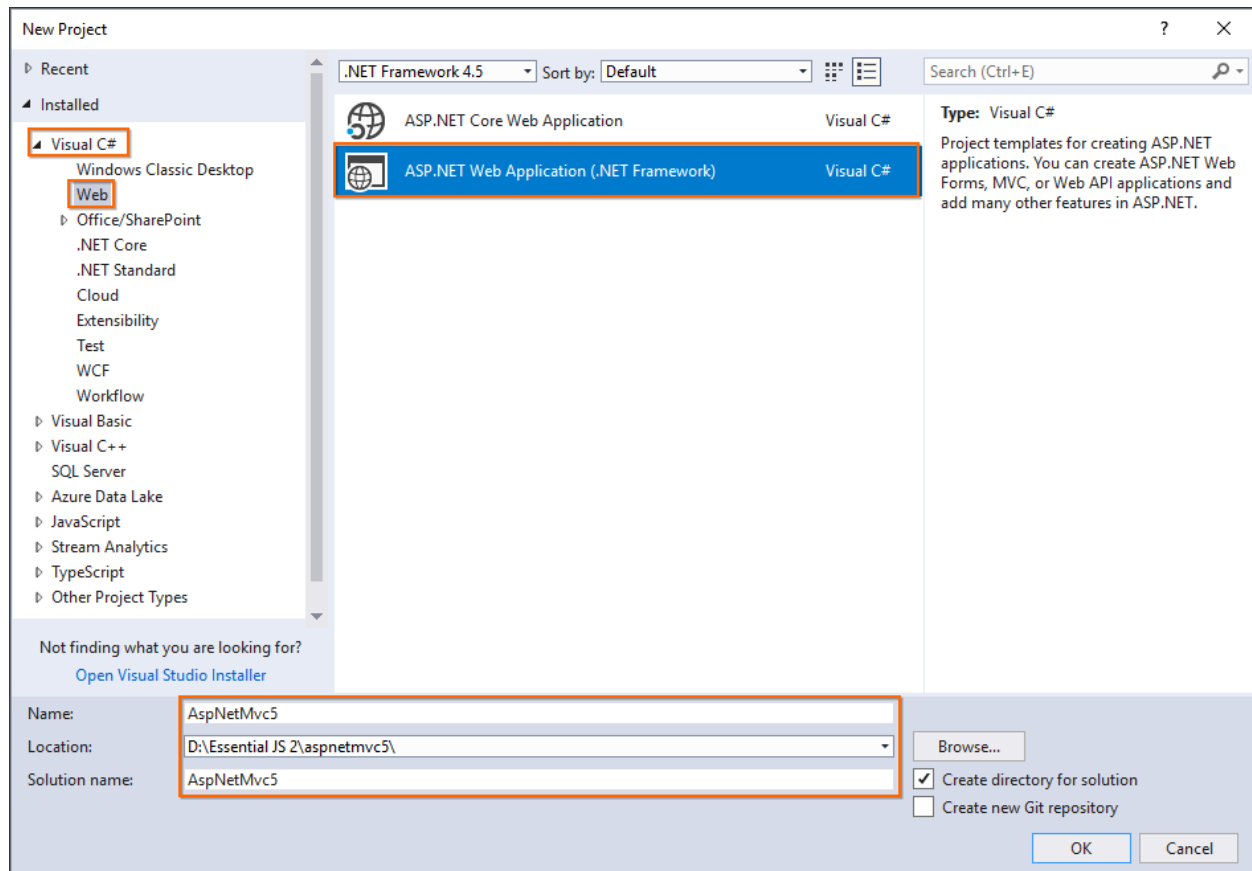 New Project
?
Recent
Installed
Visual C#
Windows Classic Desktop
Web
Office/SharePoint
.NET Core
.NET Standard
Cloud
Extensibility
Test
WCF
Workflow
Visual Basic
Visual C++
SQL Server
Azure Data Lake
JavaScript
Stream Analytics
TypeScript
Other Project Types
Not finding what you are looking for?
Open Visual Studio Installer
.NET Framework 4.5 Sort by: Default
ASP.NET Core Web Application Visual C#
ASP.NET Web Application (.NET Framework) Visual C#
Search (Ctrl+E)
Type: Visual C#
Project templates for creating ASP.NET
applications. You can create ASP.NET Web
Forms, MVC, or Web API applications and
add many other features in ASP.NET.
Name: AspNetMvc5
Location: D:\Essential JS 2\aspnetmvc5\ Browse...
Solution name: AspNetMvc5 Create directory for solution
Create new Git repository
OK Cancel